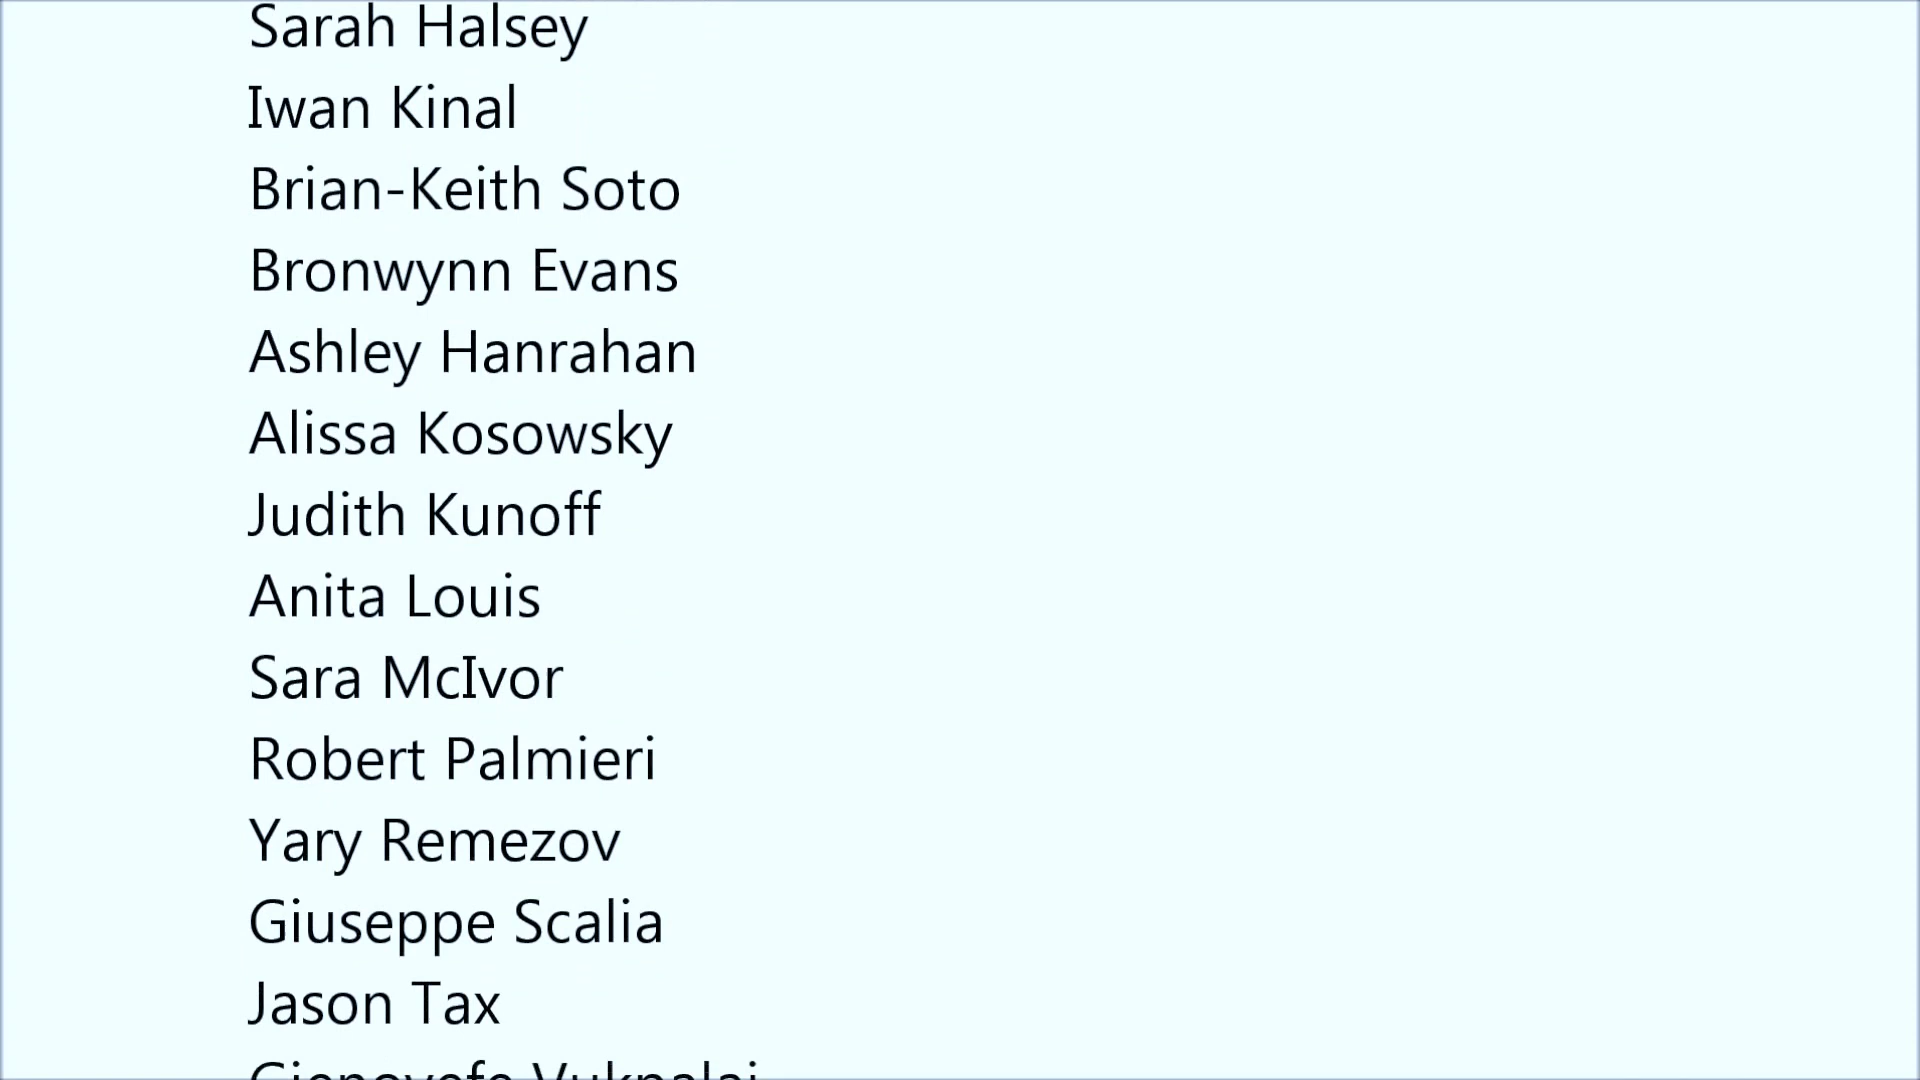 Sarah Halsey
Iwan Kinal
Brian-Keith Soto
Bronwynn Evans
Ashley Hanrahan
Alissa Kosowsky
Judith Kunoff
Anita Louis
Sara McIvor
Robert Palmieri
Yary Remezov
Giuseppe Scalia
Jason Tax